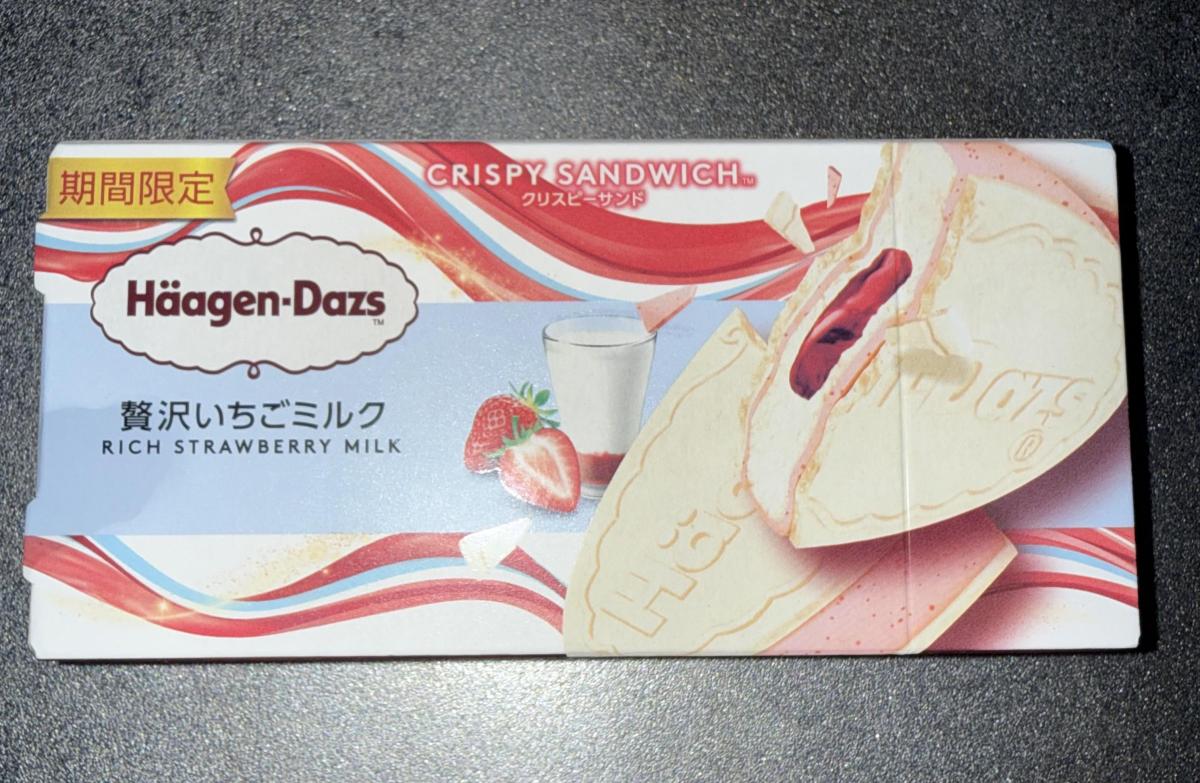 期間限定
CRISPY SANDWICH™
クリスピーサンド
Häagen-Dazs™
贅沢いちごミルク
RICH STRAWBERRY MILK